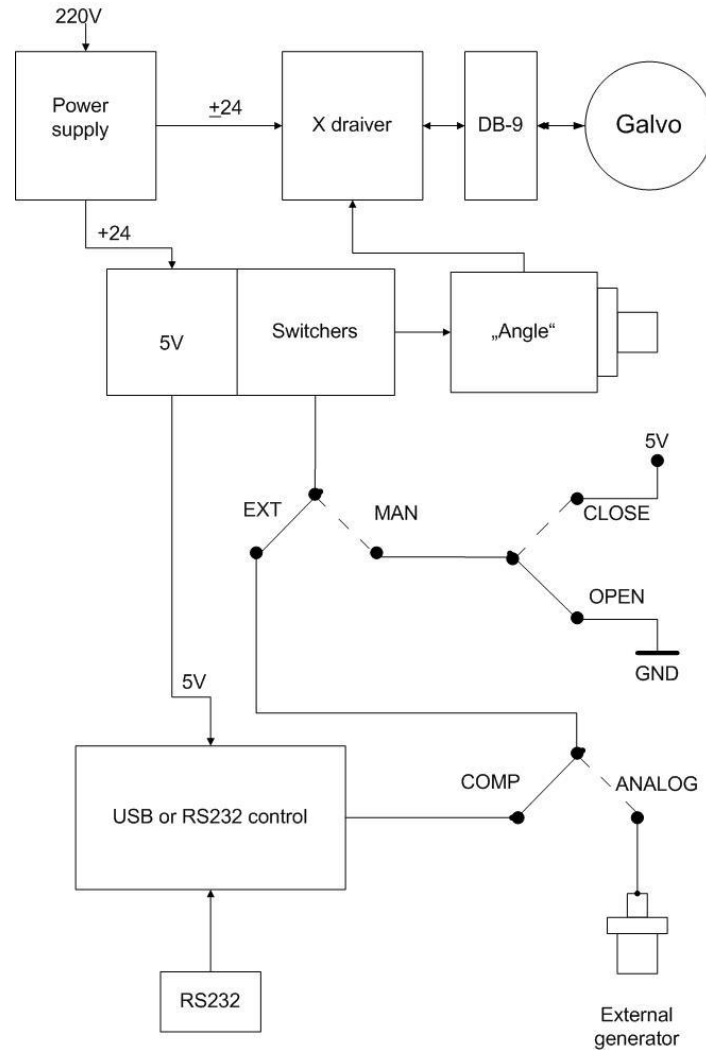 220V
Power
supply
±24
X draiver
DB-9
Galvo
+24
5V
Switchers
„Angle“
5V
EXT
MAN
CLOSE
OPEN
GND
5V
USB or RS232 control
COMP
ANALOG
RS232
External
generator